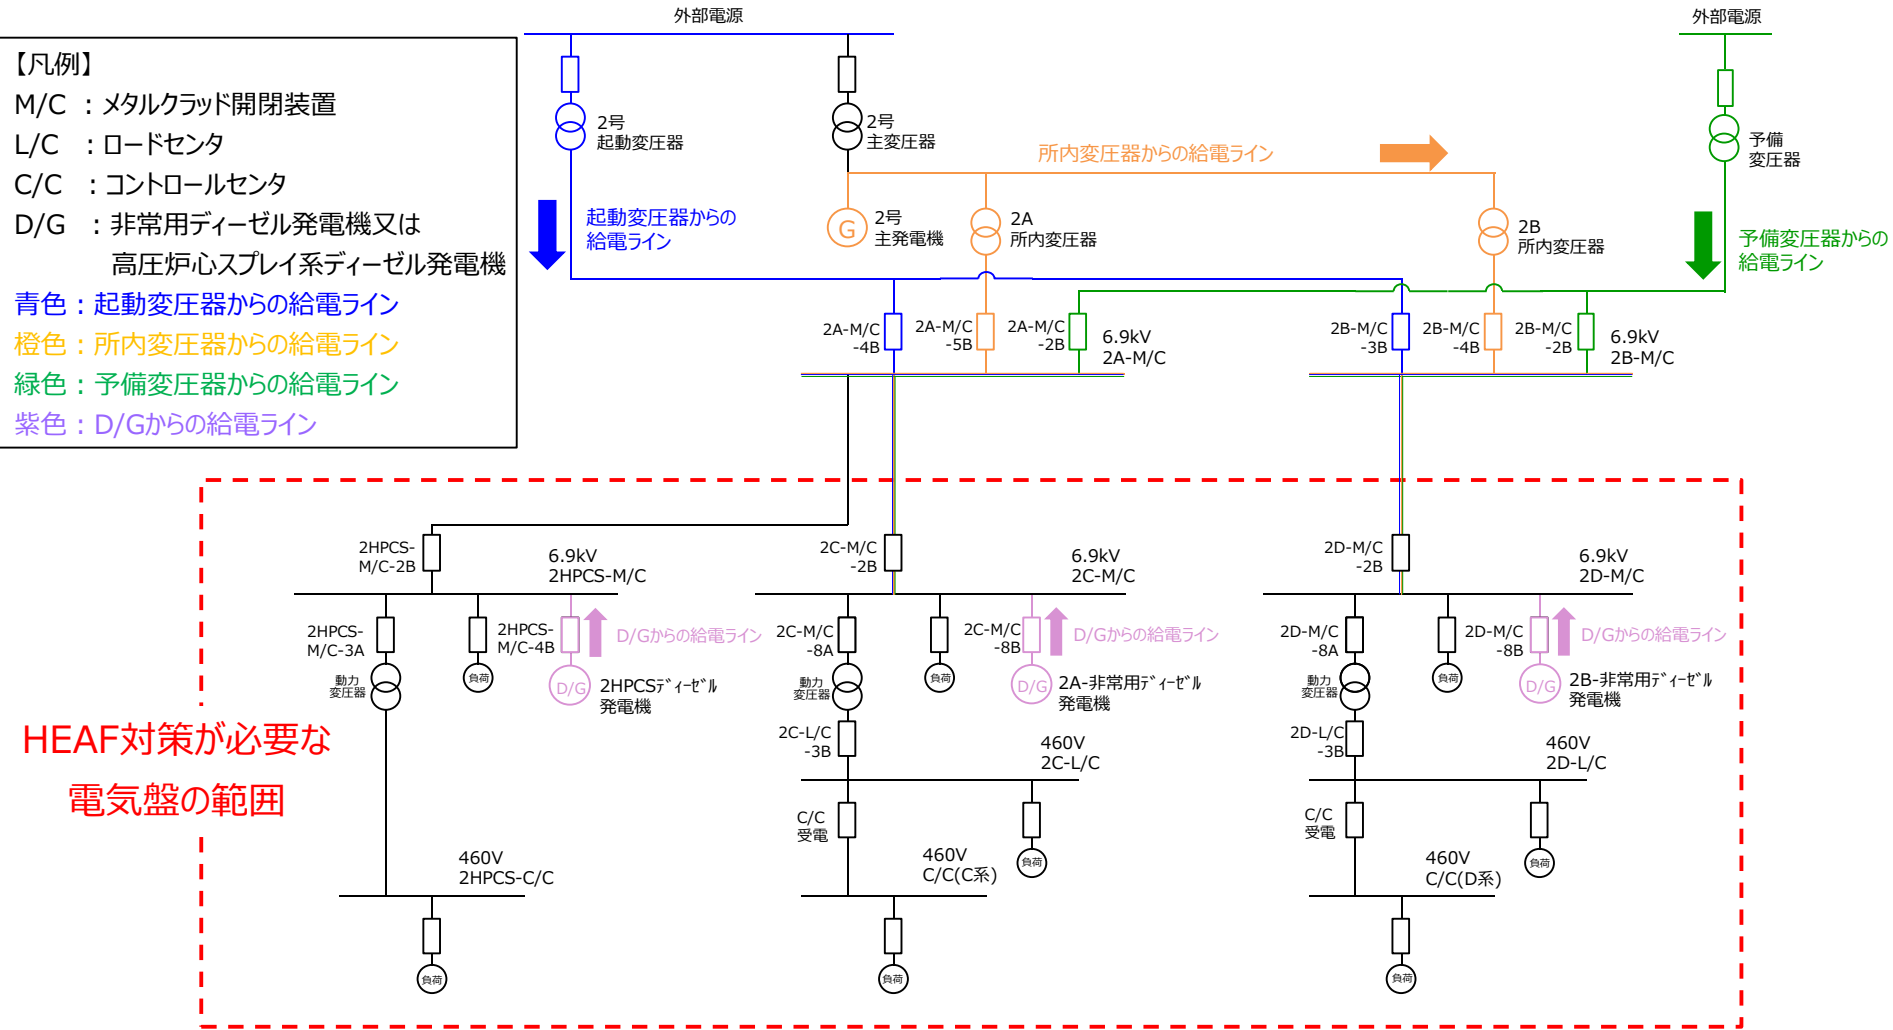 外部電源
外部電源
【凡例】
M/C ：メタルクラッド開閉装置
L/C ：ロードセンタ
C/C ：コントロールセンタ
D/G ：非常用ディーゼル発電機又は
高圧炉心スプレイ系ディーゼル発電機
青色：起動変圧器からの給電ライン
橙色：所内変圧器からの給電ライン
緑色：予備変圧器からの給電ライン
紫色：D/Gからの給電ライン
2号
起動変圧器
2号
主変圧器
予備
変圧器
所内変圧器からの給電ライン
起動変圧器からの
給電ライン
G
2号
主発電機
2A
所内変圧器
2B
所内変圧器
予備変圧器からの
給電ライン
2A-M/C
-4B
2A-M/C
-5B
2A-M/C
-2B
6.9kV
2A-M/C
2B-M/C
-3B
2B-M/C
-4B
2B-M/C
-2B
6.9kV
2B-M/C
2HPCS-
M/C-2B
6.9kV
2HPCS-M/C
2C-M/C
-2B
6.9kV
2C-M/C
2D-M/C
-2B
6.9kV
2D-M/C
2HPCS-
M/C-3A
2HPCS-
M/C-4B
D/Gからの給電ライン
2C-M/C
-8A
2C-M/C
-8B
D/Gからの給電ライン
2D-M/C
-8A
2D-M/C
-8B
D/Gからの給電ライン
動力
変圧器
負荷
D/G
2HPCSﾃﾞｨｰｾﾞﾙ
発電機
動力
変圧器
負荷
D/G
2A-非常用ﾃﾞｨｰｾﾞﾙ
発電機
動力
変圧器
負荷
D/G
2B-非常用ﾃﾞｨｰｾﾞﾙ
発電機
HEAF対策が必要な
電気盤の範囲
2C-L/C
-3B
460V
2C-L/C
2D-L/C
-3B
460V
2D-L/C
C/C
受電
負荷
C/C
受電
負荷
460V
2HPCS-C/C
460V
C/C(C系)
460V
C/C(D系)
負荷
負荷
負荷